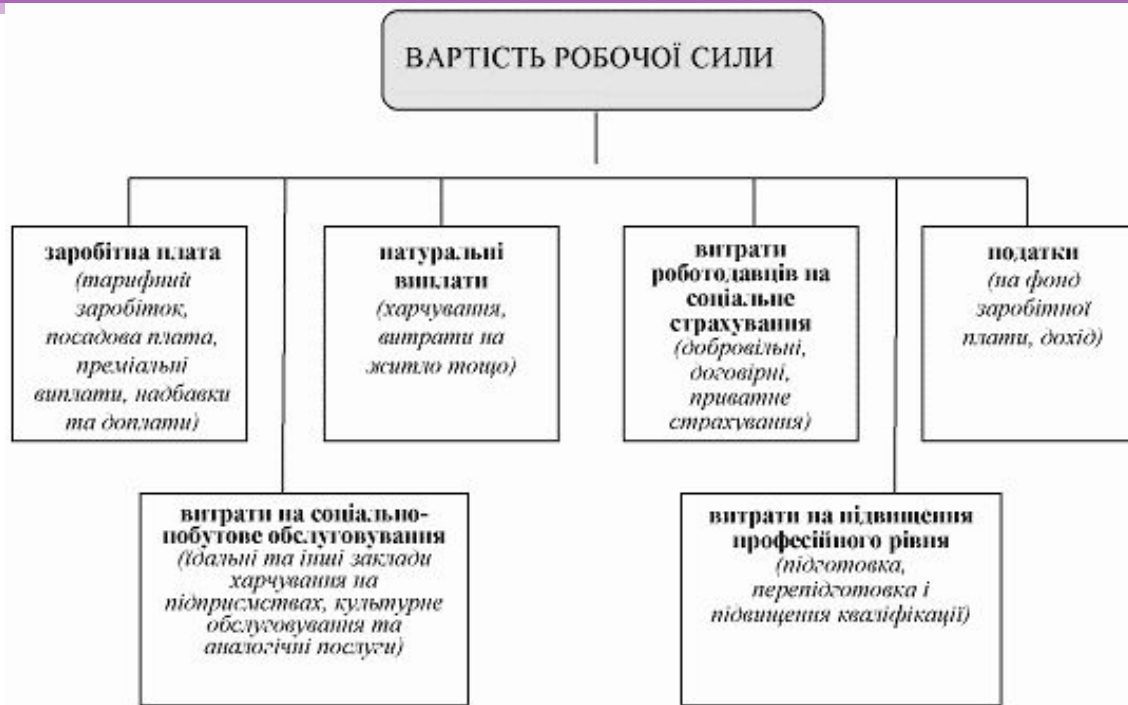 ВАРТІСТЬ РОБОЧОЇ СИЛИ
заробітна плата
(тарифний
заробіток,
посадова плата,
преміальні
виплати, надбавки
та доплати)
натуральні
виплати
(харчування,
витрати на
житло тощо)
витрати
роботодавців на
соціальне
страхування
(добровільні,
договірні,
приватне
страхування)
податки
(на фонд
заробітної
плати, дохід)
витрати на соціально-
побутове обслуговування
(їдальні та інші заклади
харчування на
підприємствах, культурне
обслуговування та
аналогічні послуги)
витрати на підвищення
професійного рівня
(підготовка,
перепідготовка і
підвищення кваліфікації)